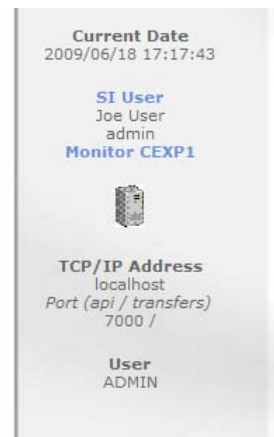 Current Date
2009/06/18 17:17:43
SI User
Joe User
admin
Monitor CEXP1
TCP/IP Address
localhost
Port (api / transfers)
7000 /
User
ADMIN